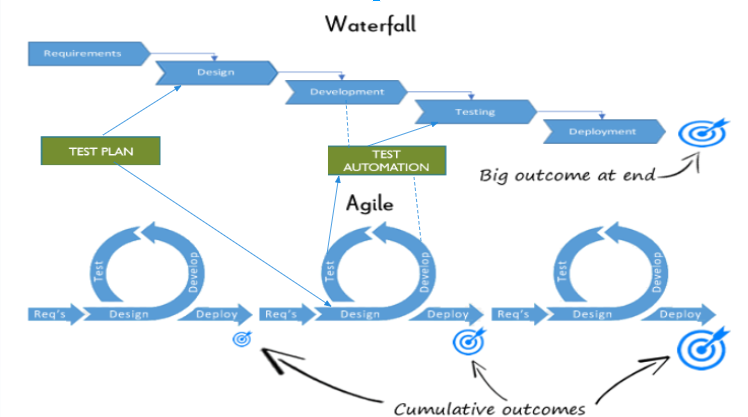 Waterfall
Requirements
Design
Development
Testing
Deployment
TEST PLAN
TEST
AUTOMATION
Big outcome at end
Agile
Test
Develop
Test
Develop
Test
Develop
Req's
Design
Deploy
Req's
Design
Deploy
Req's
Design
Deploy
Cumulative outcomes